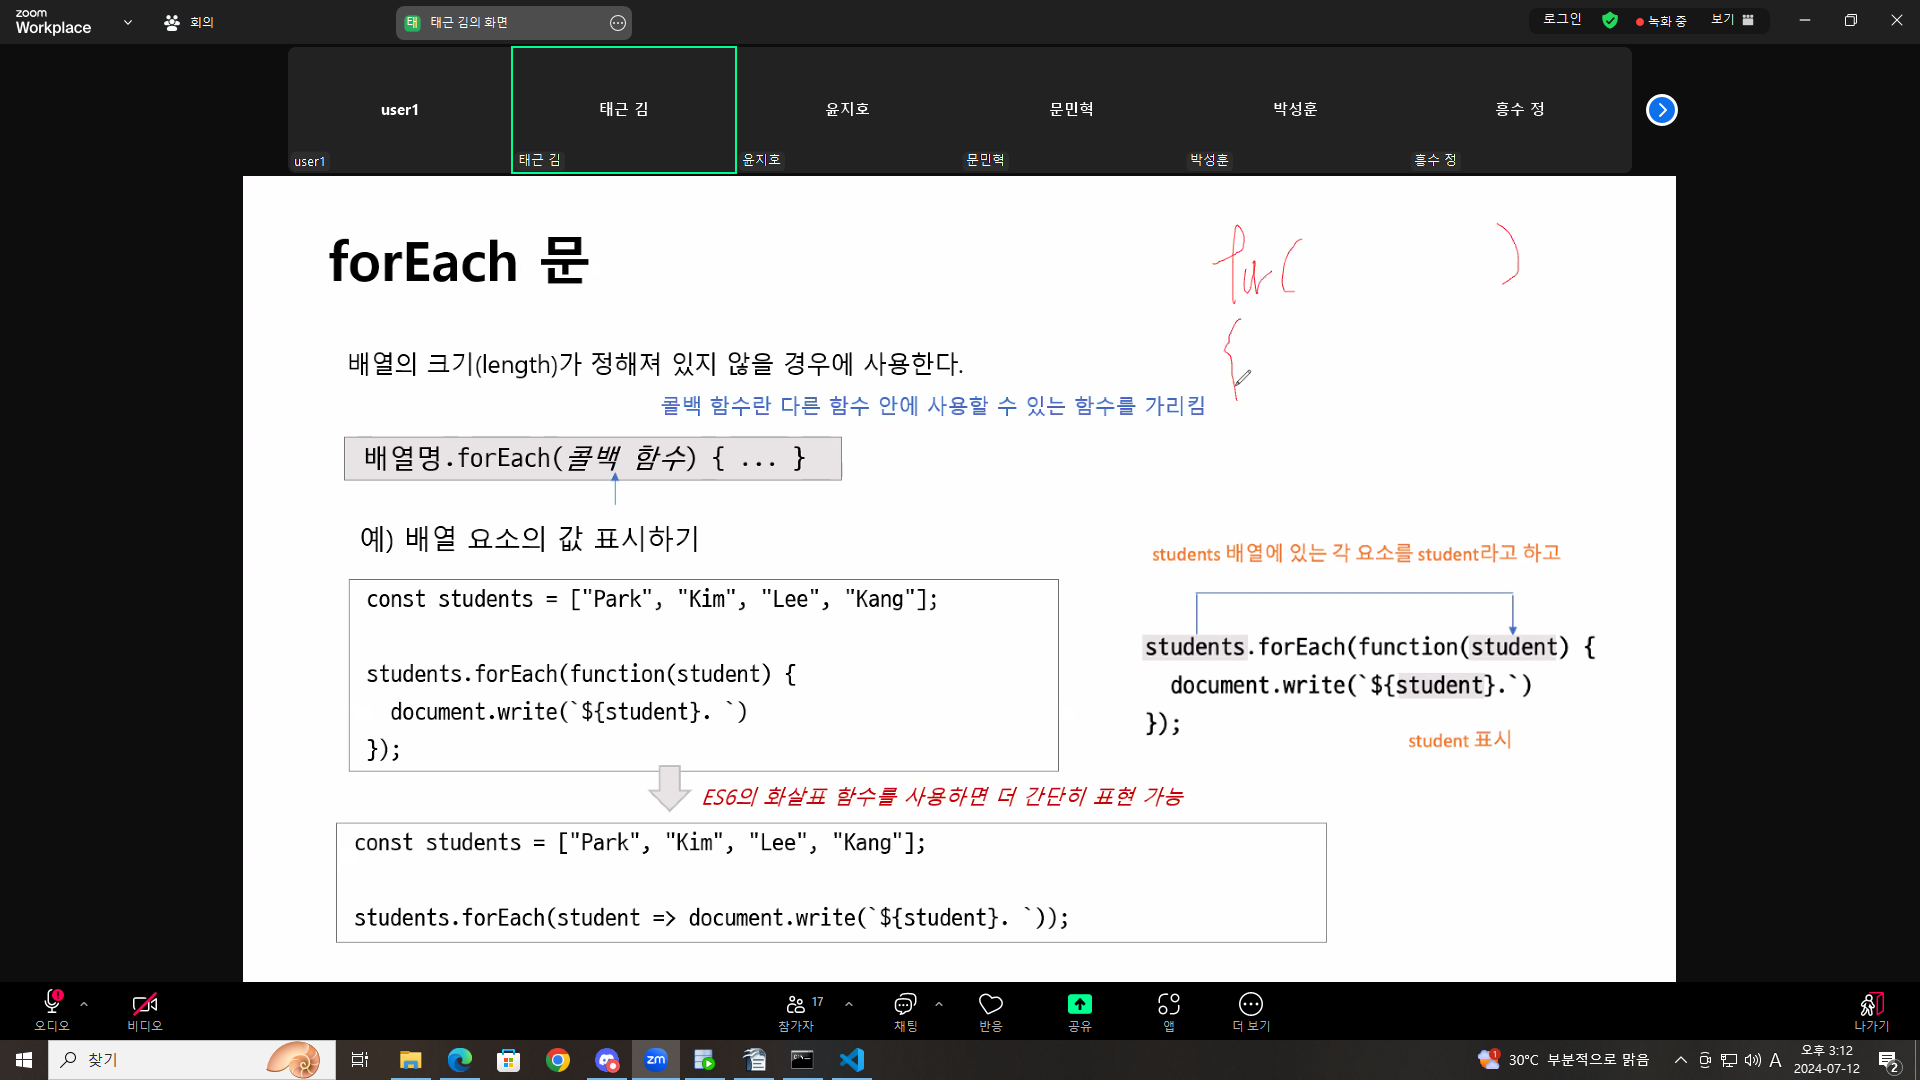 zoom
Workplace
회의
태 태근 김의 화면
로그인
녹화 중
보기
user1
태근 김
윤지호
문민혁
박성훈
흥수 정
user1
태근 김
윤지호
문민혁
박성훈
흥수 정
forEach 문
for( )
{
배열의 크기(length)가 정해져 있지 않을 경우에 사용한다.
콜백 함수란 다른 함수 안에 사용할 수 있는 함수를 가리킴
배열명.forEach(콜백 함수) { ... }
예) 배열 요소의 값 표시하기
const students = ["Park", "Kim", "Lee", "Kang"];
students.forEach(function(student) {
document.write(`${student}. `)
});
students 배열에 있는 각 요소를 student라고 하고
students.forEach(function(student) {
document.write(`${student}.`)
});
student 표시
ES6의 화살표 함수를 사용하면 더 간단히 표현 가능
const students = ["Park", "Kim", "Lee", "Kang"];
students.forEach(student => document.write(`${student}. `));
오디오
비디오
참가자
17
채팅
반응
공유
앱
더 보기
나가기
찾기
zm
1
30°C 부분적으로 맑음
A
오후 3:12
2024-07-12
2